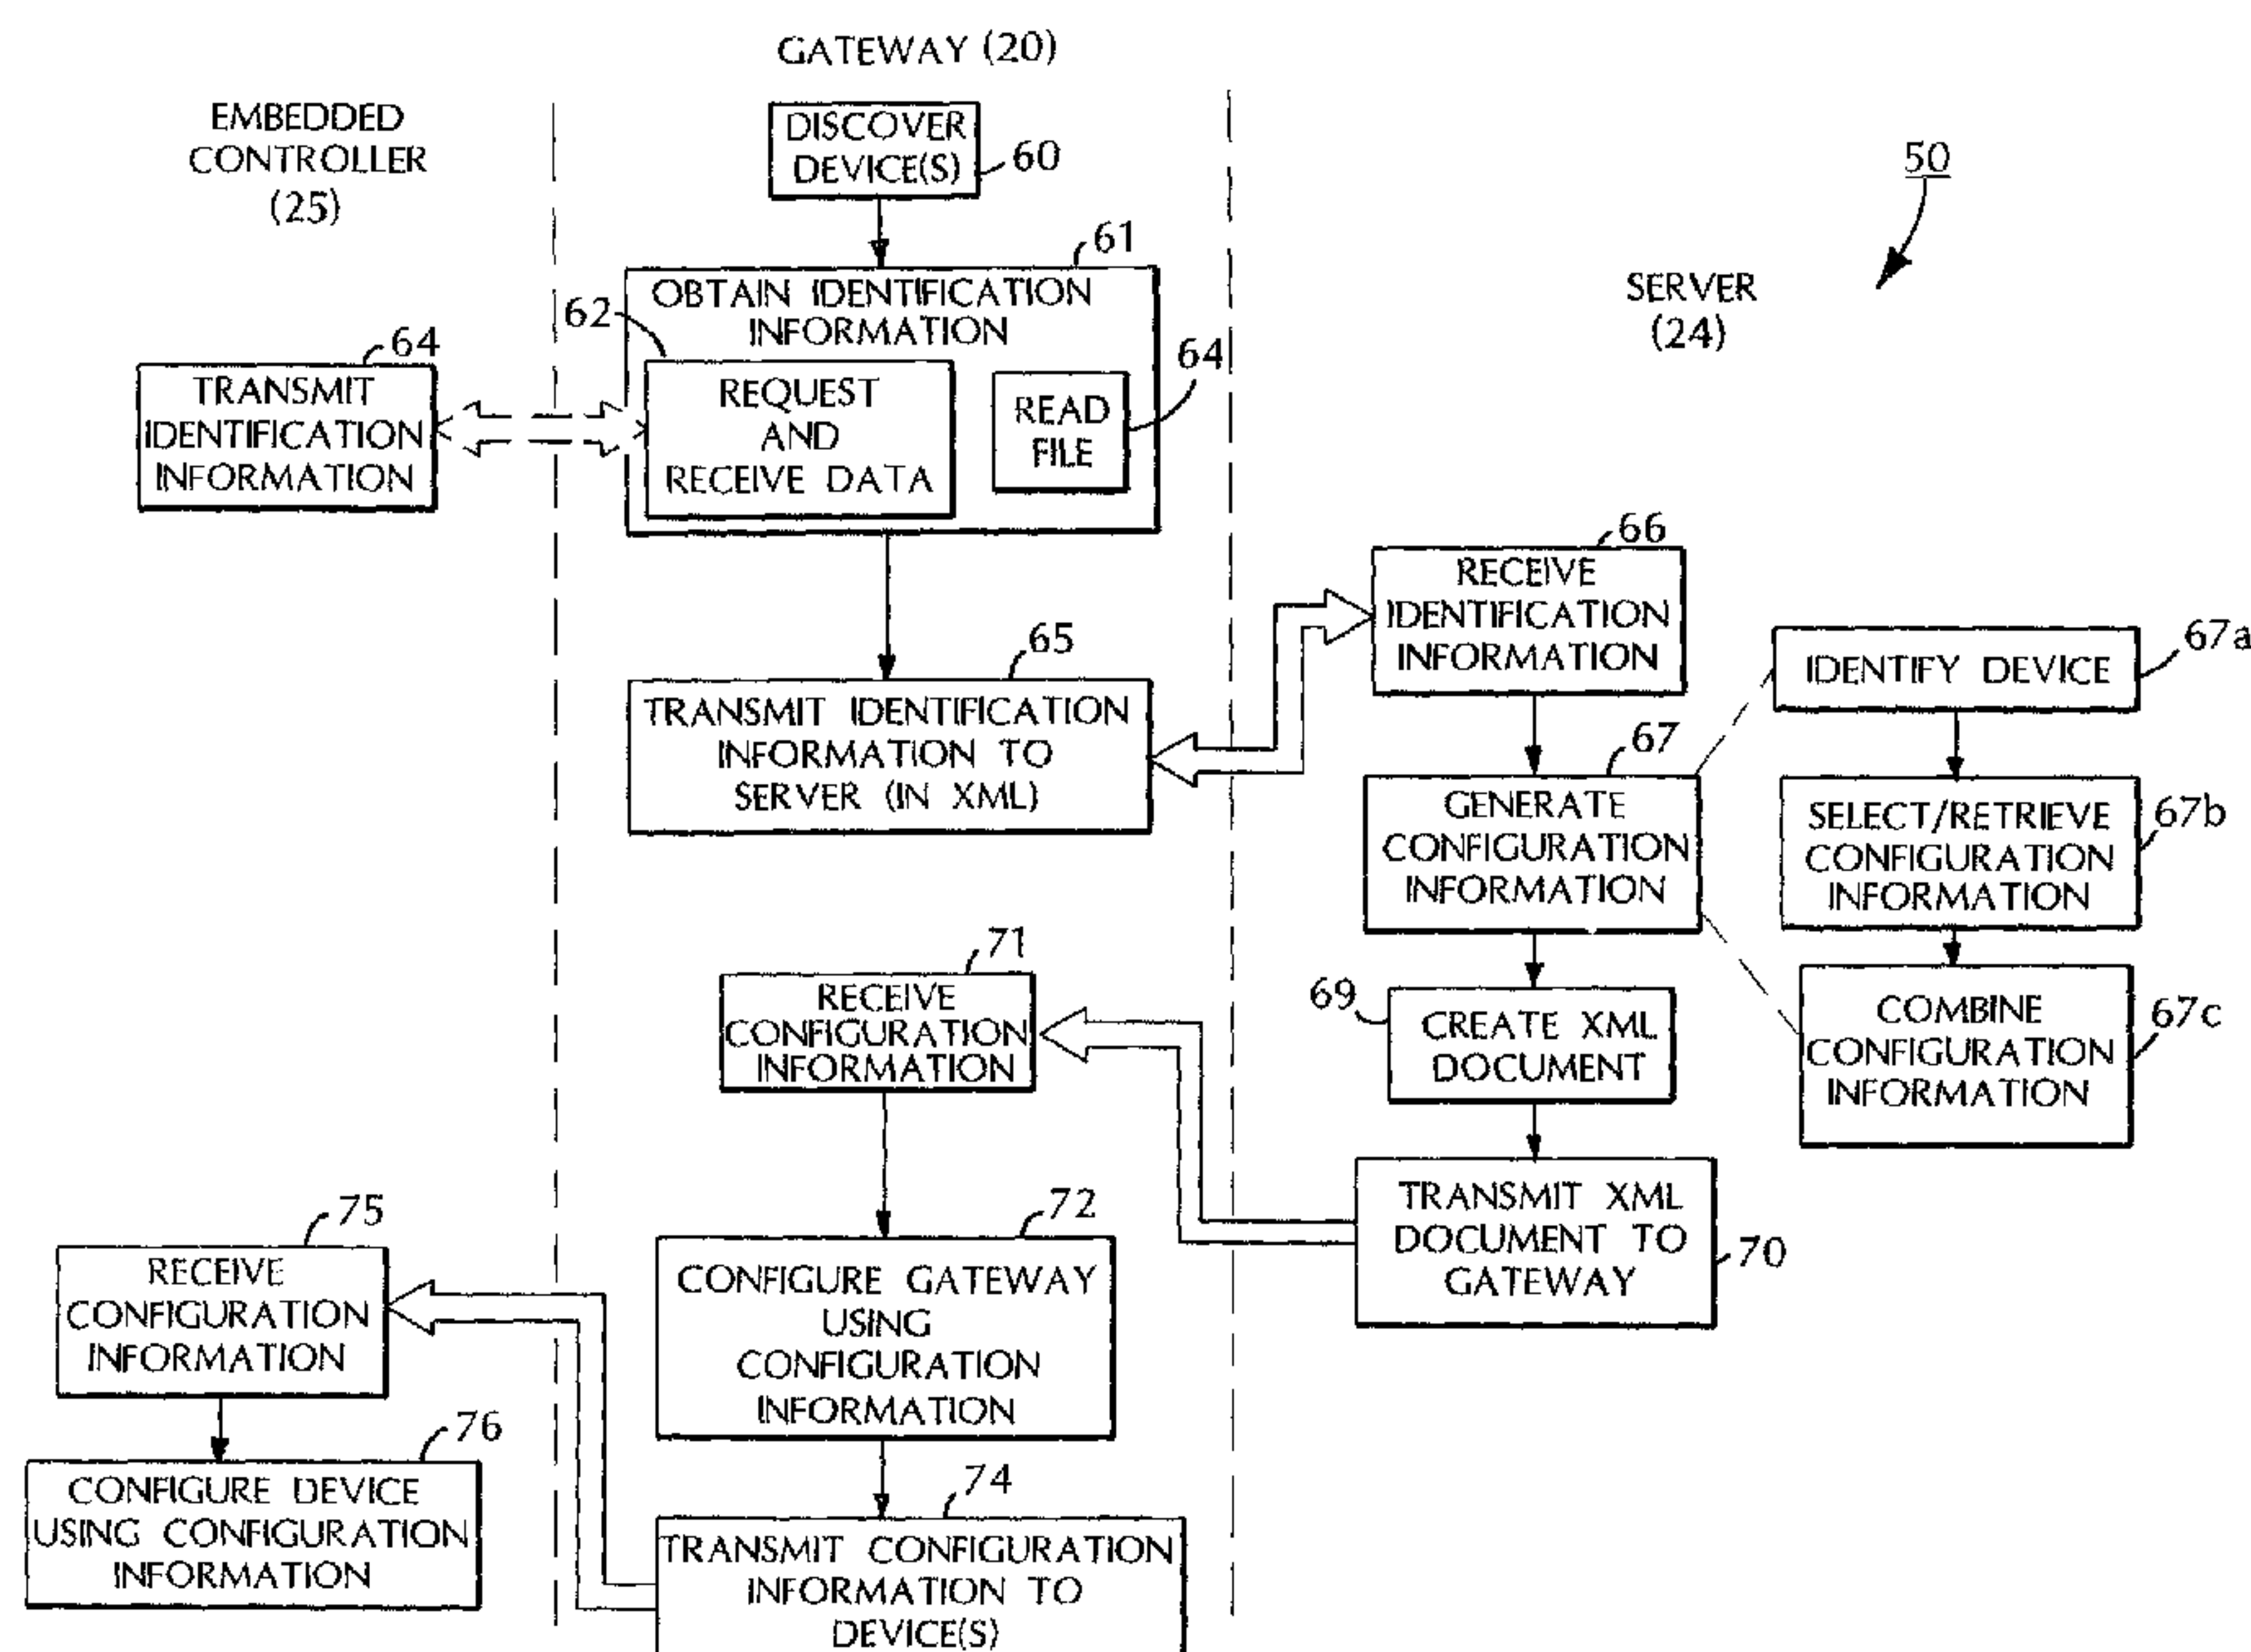 GATEWAY (20)
EMBEDDED
CONTROLLER
(25)
DISCOVER
DEVICE(S)
60
50
SERVER
(24)
61
OBTAIN IDENTIFICATION
INFORMATION
62
REQUEST
AND
RECEIVE DATA
READ
FILE
64
64
TRANSMIT
IDENTIFICATION
INFORMATION
65
TRANSMIT IDENTIFICATION
INFORMATION TO
SERVER (IN XML)
66
RECEIVE
IDENTIFICATION
INFORMATION
67
GENERATE
CONFIGURATION
INFORMATION
IDENTIFY DEVICE
67a
SELECT/RETRIEVE
CONFIGURATION
INFORMATION
67b
COMBINE
CONFIGURATION
INFORMATION
67c
69
CREATE XML
DOCUMENT
TRANSMIT XML
DOCUMENT TO
GATEWAY
70
71
RECEIVE
CONFIGURATION
INFORMATION
72
CONFIGURE GATEWAY
USING
CONFIGURATION
INFORMATION
74
TRANSMIT CONFIGURATION
INFORMATION TO
DEVICE(S)
75
RECEIVE
CONFIGURATION
INFORMATION
76
CONFIGURE DEVICE
USING CONFIGURATION
INFORMATION